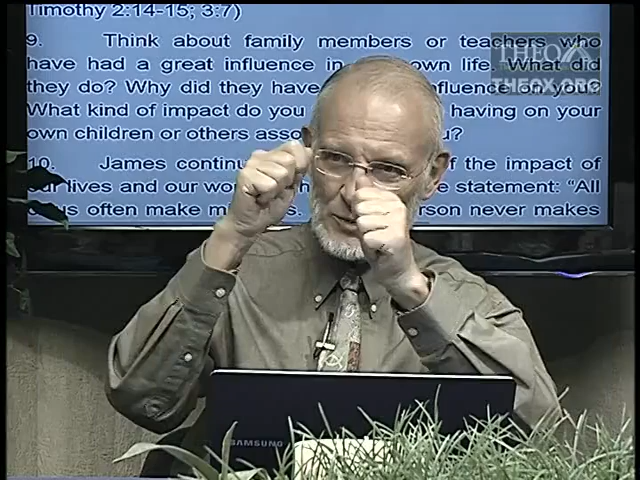 Timothy 2:14-15; 3:7)
9. Think about family members or teachers who
have had a great influence in own life. What did
they do? Why did they have influence on you?
What kind of impact do you having on your
own children or others asso u?
10. James continu f the impact of
our lives and our wo e statement: "All
of us often make m rson never makes
THEOX
THEOX.ORG
SAMSUNG